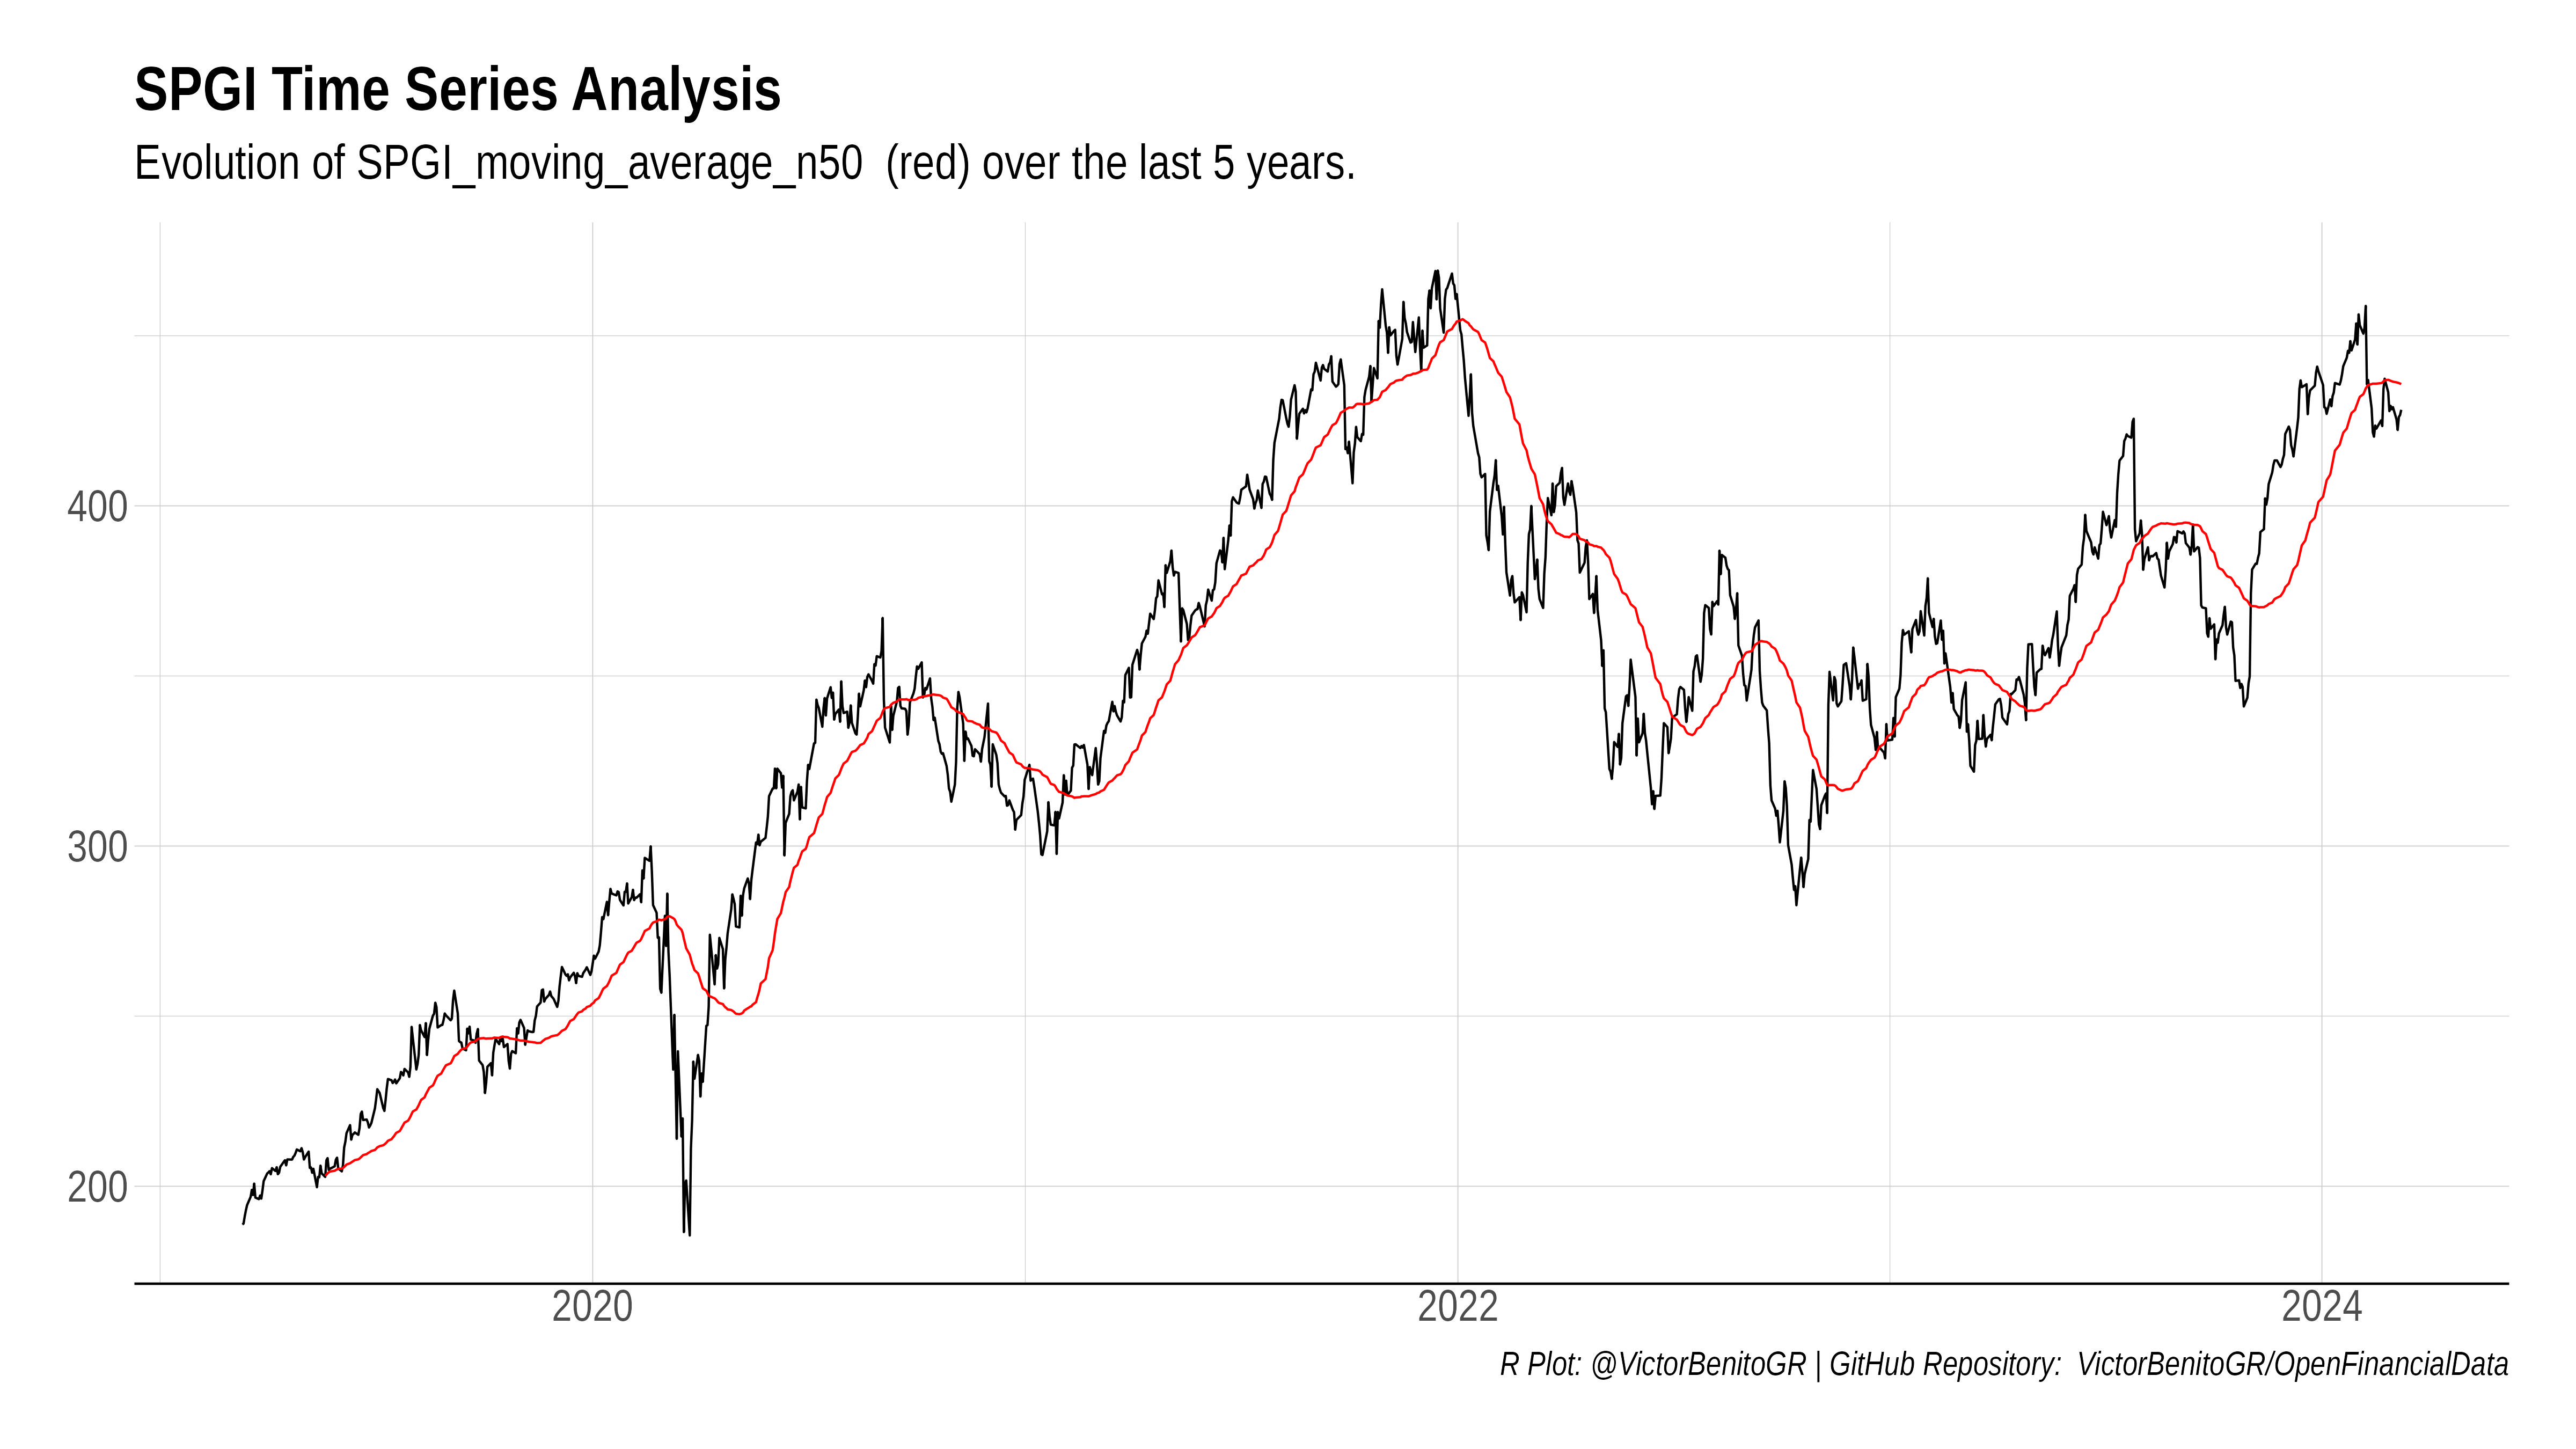 SPGI Time Series Analysis
Evolution of SPGI_moving_average_n50  (red) over the last 5 years.
400
300
200
2020 2022 2024
R Plot: @VictorBenitoGR | GitHub Repository:  VictorBenitoGR/OpenFinancialData